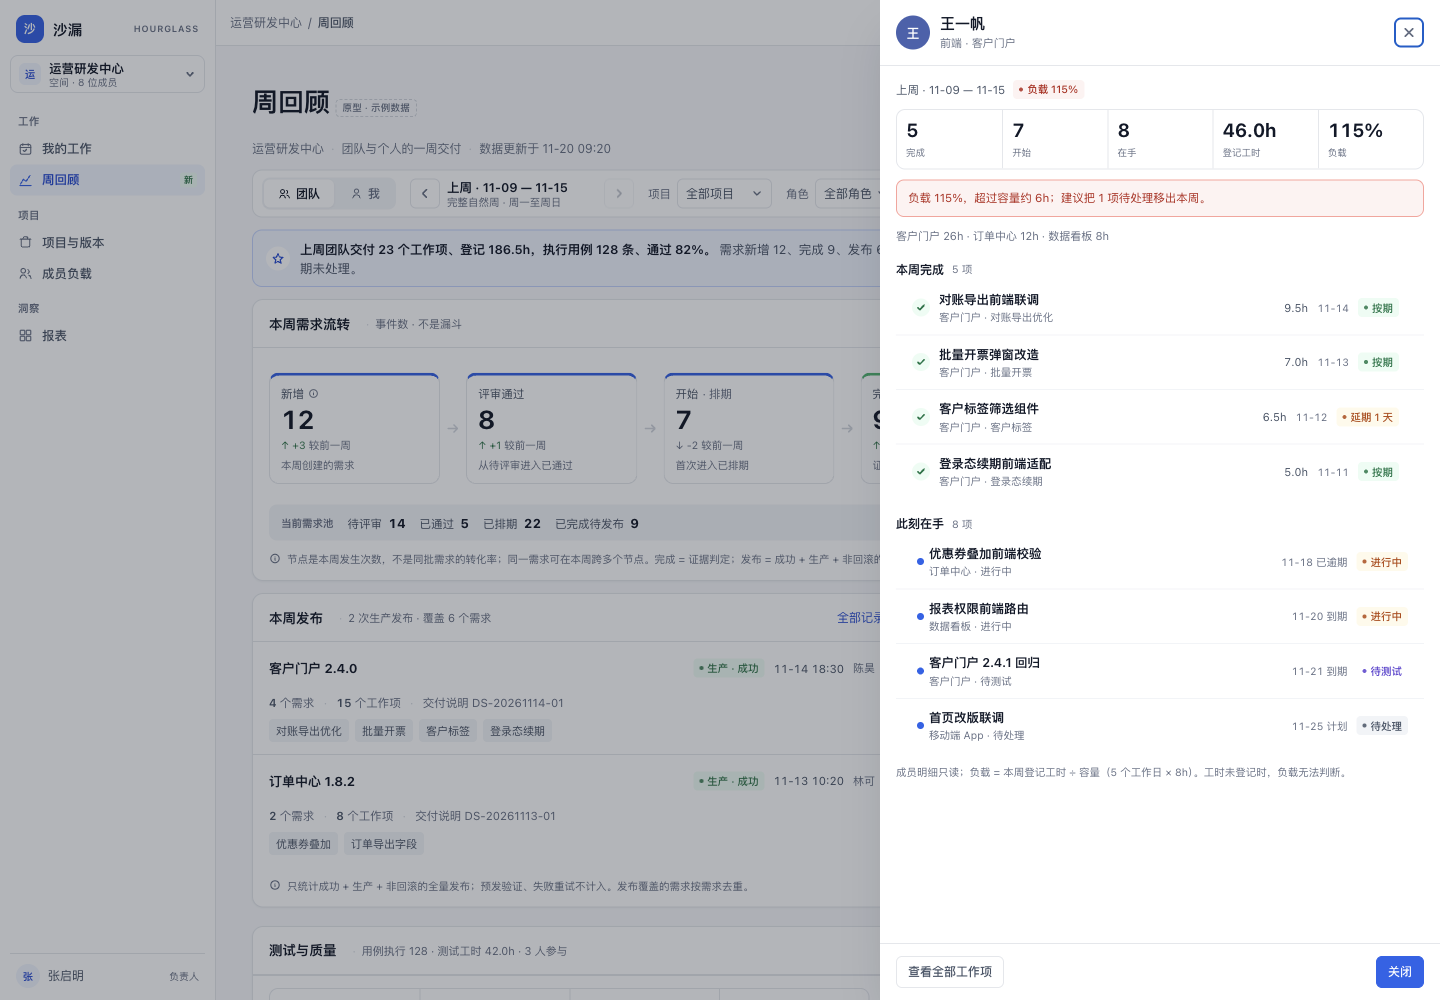 沙 沙漏 HOURGLASS
运 运营研发中心
空间 · 8 位成员
工作
我的工作
周回顾 新
项目
项目与版本
成员负载
洞察
报表
张 张启明 负责人
运营研发中心 / 周回顾
周回顾 原型 · 示例数据
运营研发中心 · 团队与个人的一周交付 · 数据更新于 11-20 09:20
团队 我 上周 · 11-09 — 11-15 项目 全部项目 角色 全部角色
完整自然周 · 周一至周日
上周团队交付 23 个工作项、登记 186.5h，执行用例 128 条、通过 82%。 需求新增 12、完成 9、发布 6
期未处理。
本周需求流转 · 事件数 · 不是漏斗
新增
12
↑ +3 较前一周
本周创建的需求
评审通过
8
↑ +1 较前一周
从待评审进入已通过
开始 · 排期
7
↓ -2 较前一周
首次进入已排期
当前需求池 待评审 14 已通过 5 已排期 22 已完成待发布 9
节点是本周发生次数，不是同批需求的转化率；同一需求可在本周跨多个节点。完成 = 证据判定；发布 = 成功 + 生产 + 非回滚的
本周发布 · 2 次生产发布 · 覆盖 6 个需求 全部记录
客户门户 2.4.0 生产 · 成功 11-14 18:30 陈昊
4 个需求 · 15 个工作项 · 交付说明 DS-20261114-01
对账导出优化 批量开票 客户标签 登录态续期
订单中心 1.8.2 生产 · 成功 11-13 10:20 林可
2 个需求 · 8 个工作项 · 交付说明 DS-20261113-01
优惠券叠加 订单导出字段
只统计成功 + 生产 + 非回滚的全量发布；预发验证、失败重试不计入。发布覆盖的需求按需求去重。
测试与质量 · 用例执行 128 · 测试工时 42.0h · 3 人参与
王 王一帆
前端 · 客户门户
上周 · 11-09 — 11-15 负载 115%
5
完成
7
开始
8
在手
46.0h
登记工时
115%
负载
负载 115%，超过容量约 6h；建议把 1 项待处理移出本周。
客户门户 26h · 订单中心 12h · 数据看板 8h
本周完成 5 项
对账导出前端联调
客户门户 · 对账导出优化
9.5h 11-14 按期
批量开票弹窗改造
客户门户 · 批量开票
7.0h 11-13 按期
客户标签筛选组件
客户门户 · 客户标签
6.5h 11-12 延期 1 天
登录态续期前端适配
客户门户 · 登录态续期
5.0h 11-11 按期
此刻在手 8 项
优惠券叠加前端校验
订单中心 · 进行中
11-18 已逾期 进行中
报表权限前端路由
数据看板 · 进行中
11-20 到期 进行中
客户门户 2.4.1 回归
客户门户 · 待测试
11-21 到期 待测试
首页改版联调
移动端 App · 待处理
11-25 计划 待处理
成员明细只读；负载 = 本周登记工时 ÷ 容量（5 个工作日 × 8h）。工时未登记时，负载无法判断。
查看全部工作项 关闭